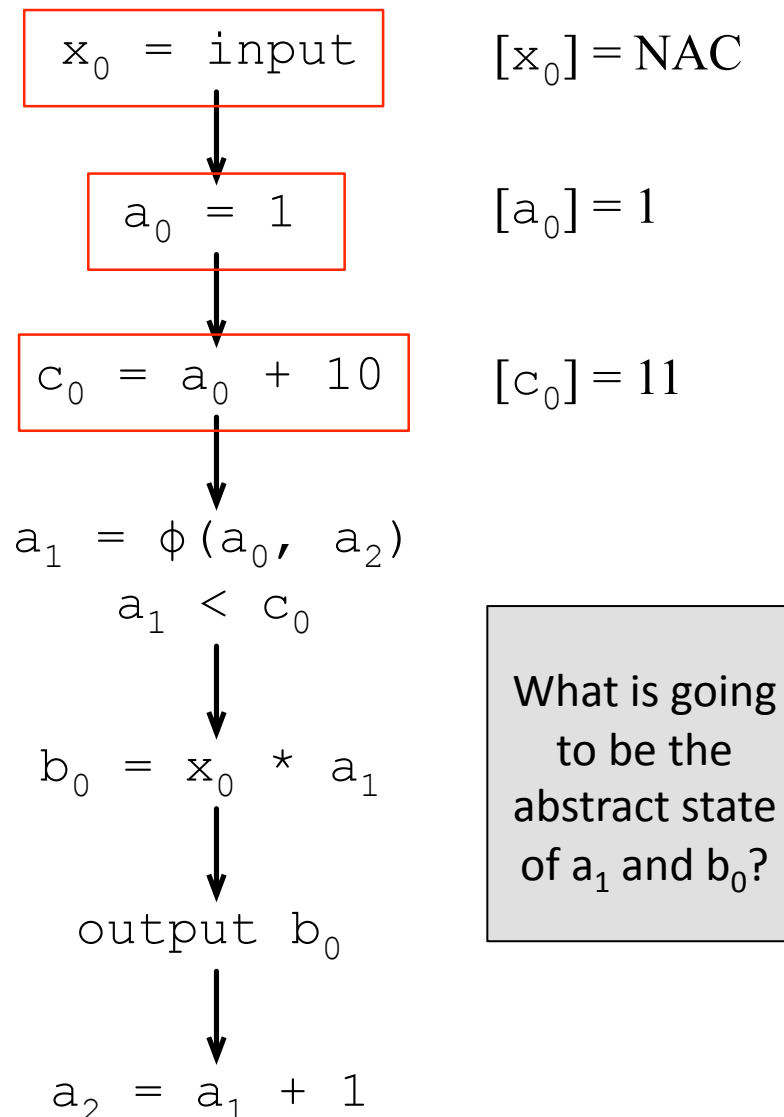 x₀ = input
[x₀] = NAC
a₀ = 1
[a₀] = 1
c₀ = a₀ + 10
[c₀] = 11
a₁ = ϕ(a₀, a₂)
a₁ < c₀
b₀ = x₀ * a₁
output b₀
a₂ = a₁ + 1
What is going
to be the
abstract state
of a₁ and b₀?